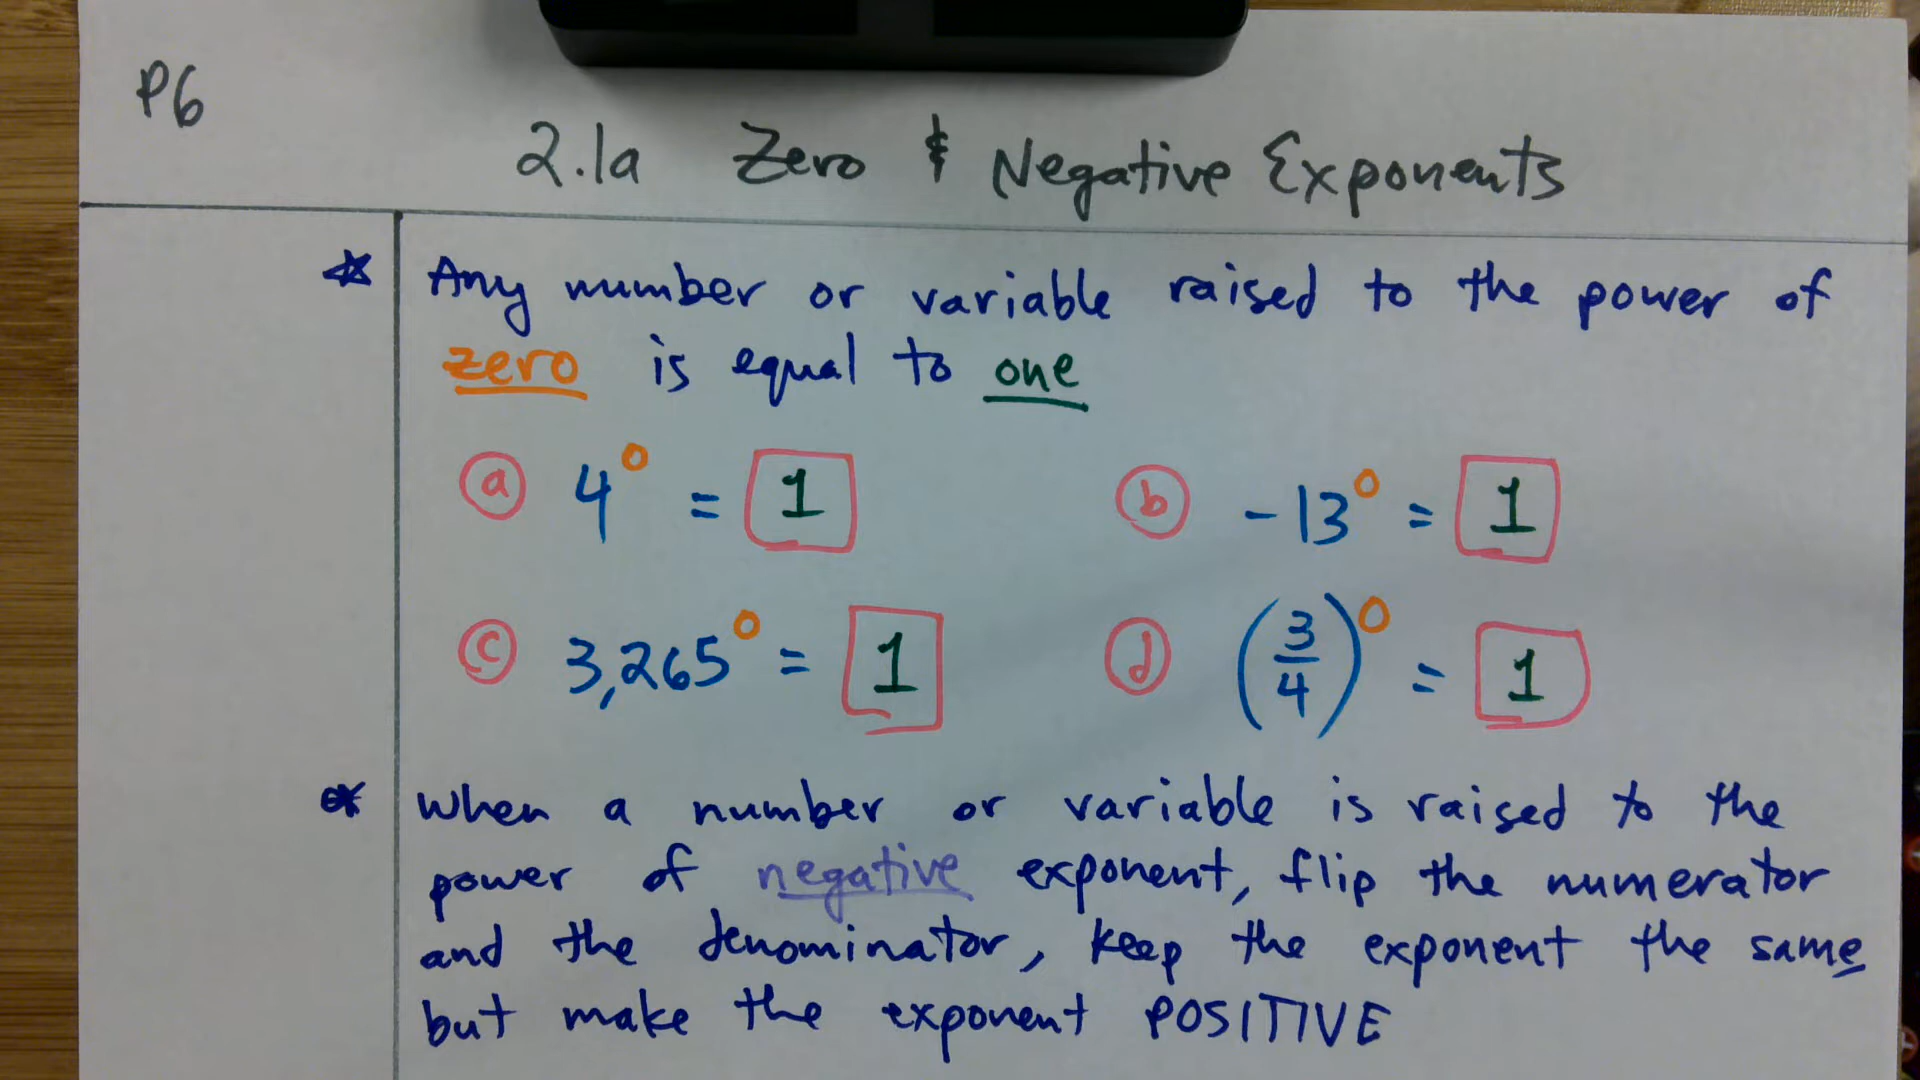 P6
2.1a Zero & Negative Exponents
☆ Any number or variable raised to the power of
zero is equal to one
ⓐ 4⁰ = 1
ⓑ -13⁰ = 1
ⓒ 3,265⁰ = 1
ⓓ (3/4)⁰ = 1
☆ when a number or variable is raised to the
power of negative exponent, flip the numerator
and the denominator, keep the exponent the same
but make the exponent POSITIVE